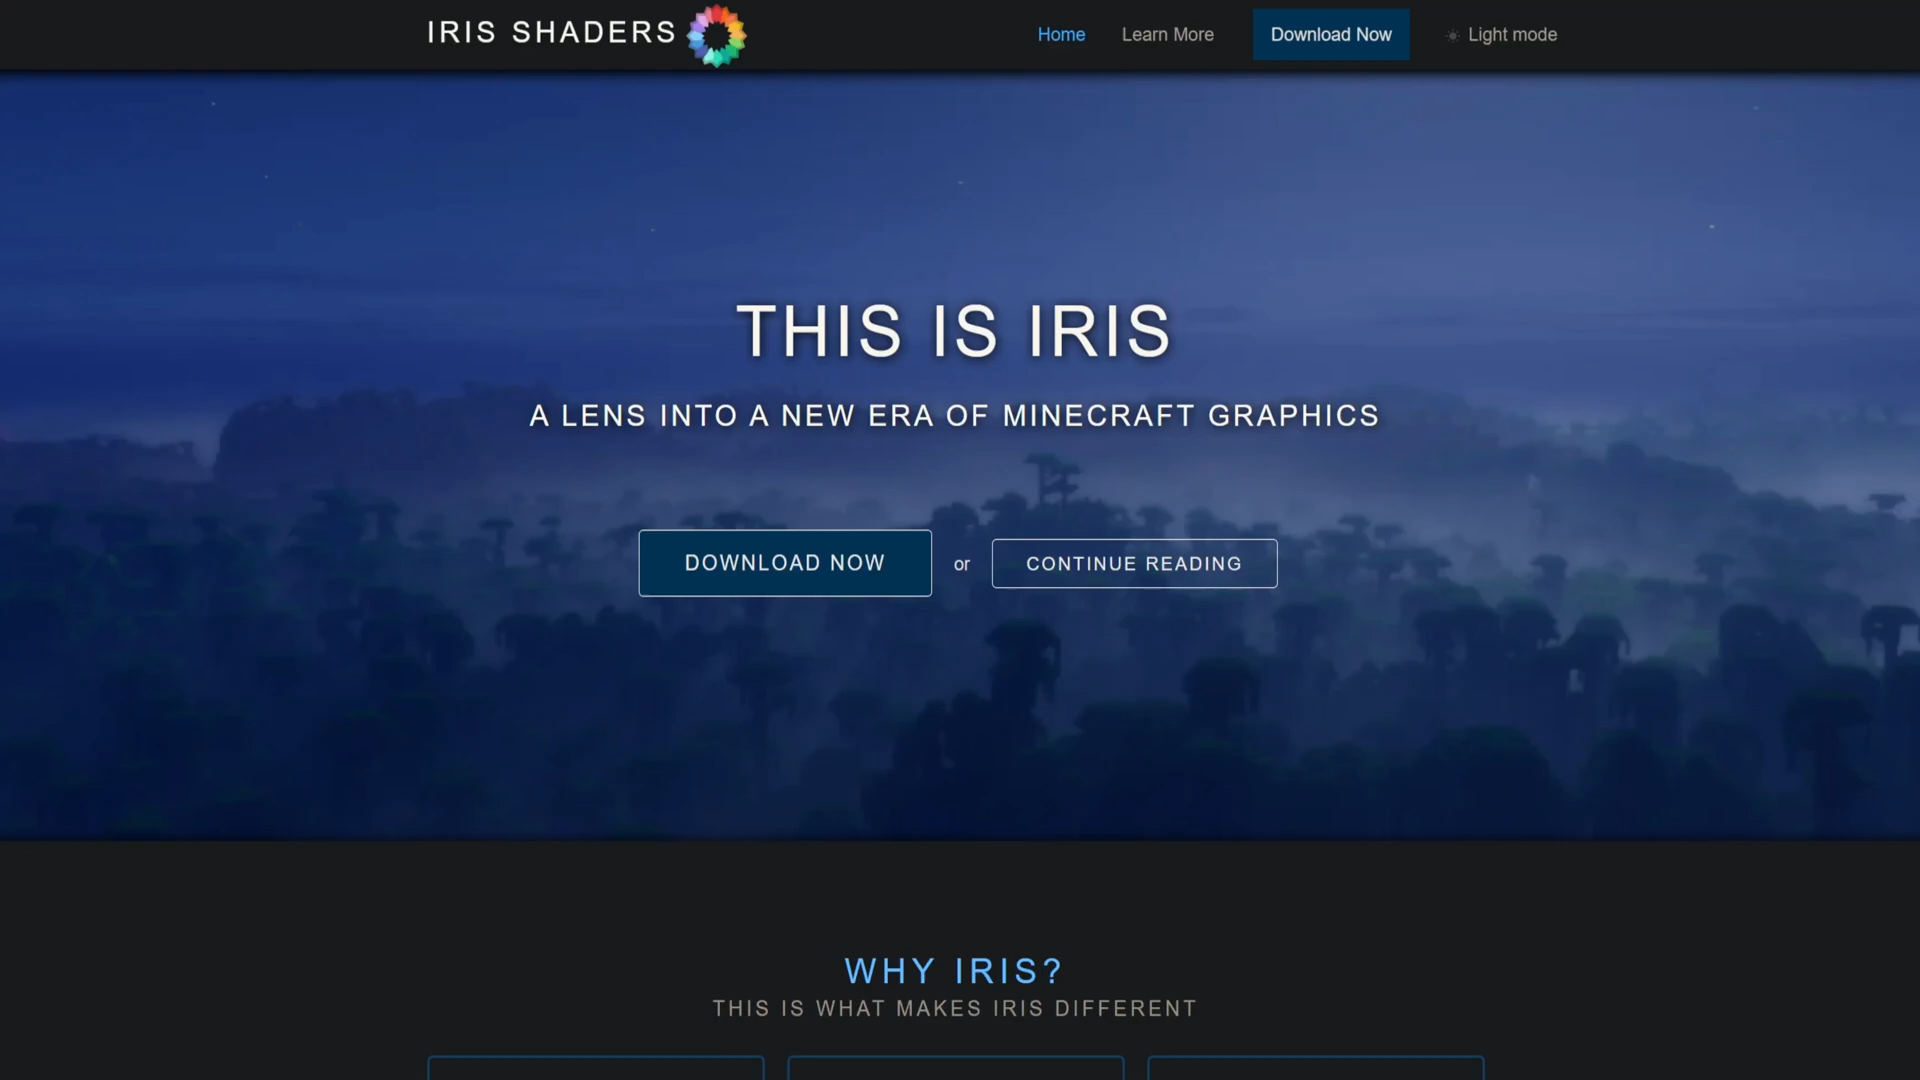 IRIS SHADERS
Home
Learn More
Download Now
Light mode
THIS IS IRIS
A LENS INTO A NEW ERA OF MINECRAFT GRAPHICS
DOWNLOAD NOW
or
CONTINUE READING
WHY IRIS?
THIS IS WHAT MAKES IRIS DIFFERENT